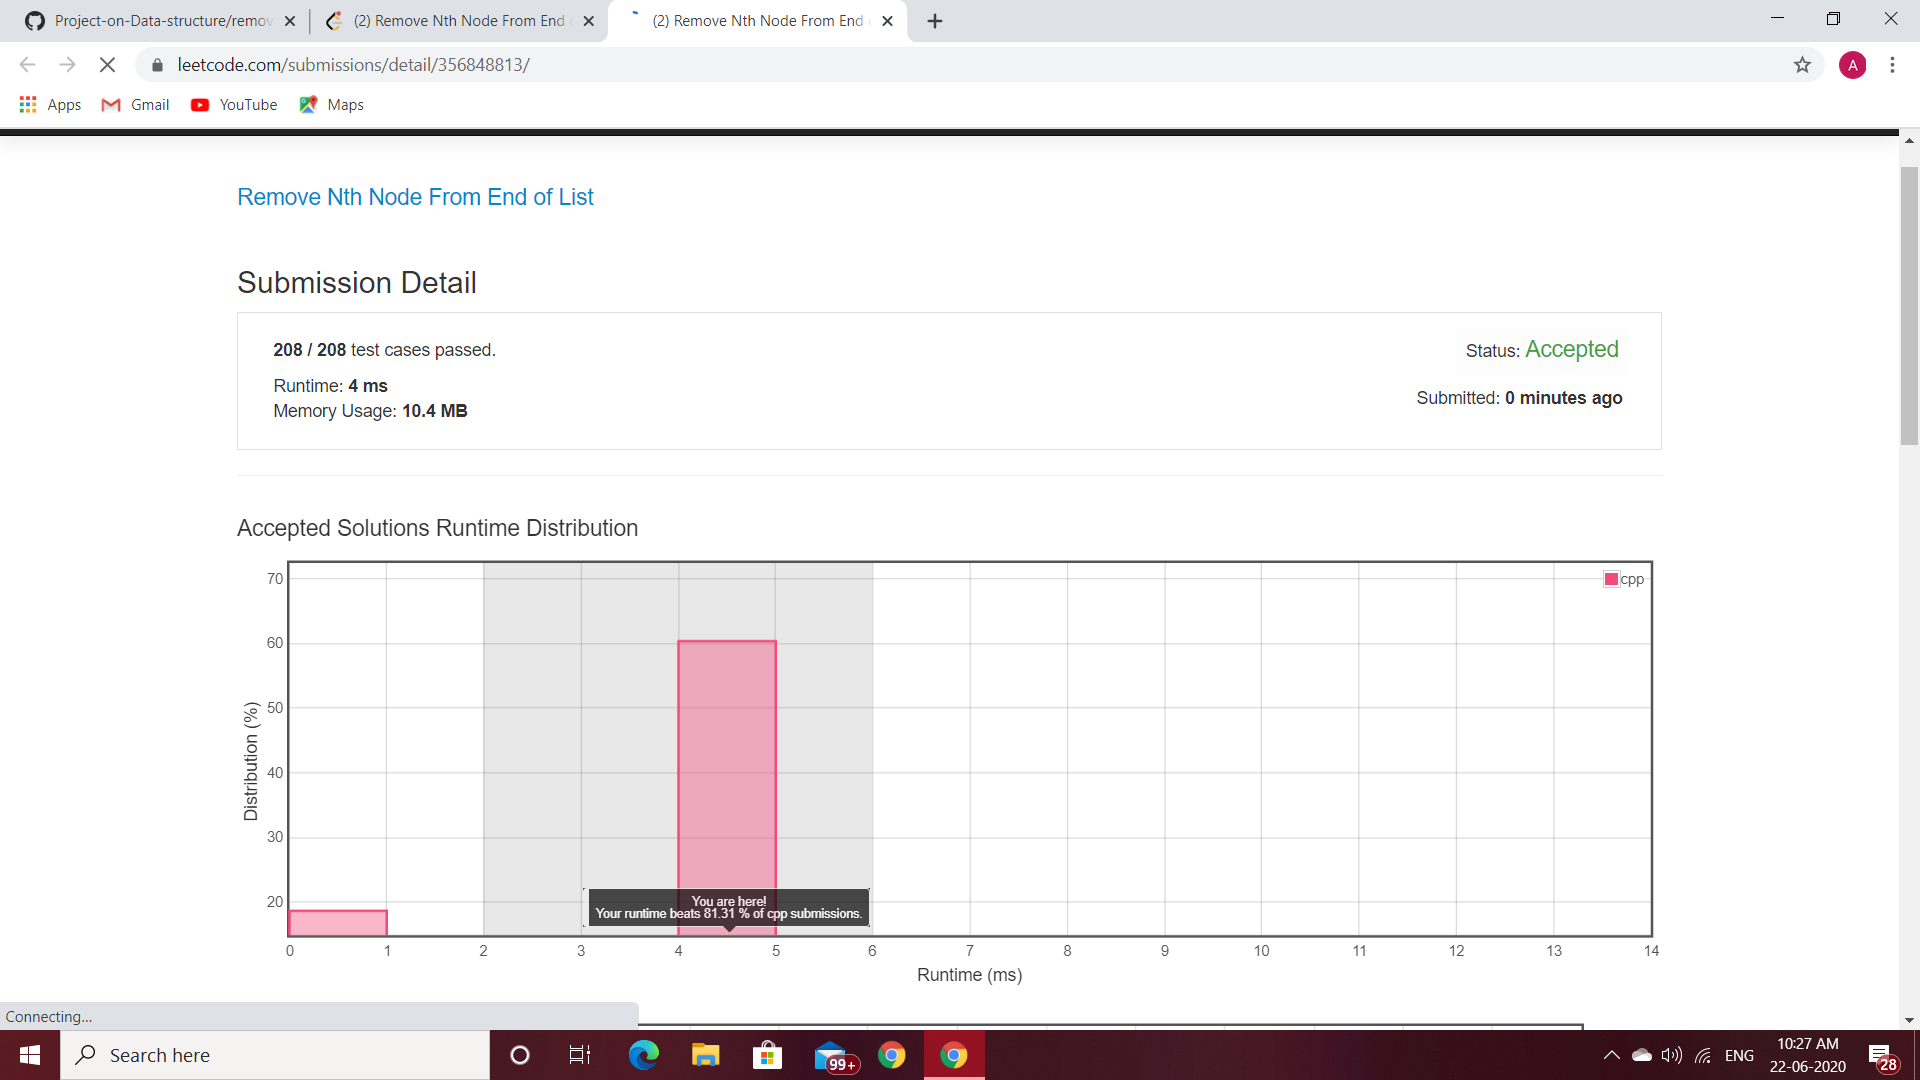 Project-on-Data-structure/remov
(2) Remove Nth Node From End
(2) Remove Nth Node From End
leetcode.com/submissions/detail/356848813/
A
Apps Gmail YouTube Maps
Remove Nth Node From End of List
Submission Detail
208 / 208 test cases passed.
Status: Accepted
Runtime: 4 ms
Submitted: 0 minutes ago
Memory Usage: 10.4 MB
Accepted Solutions Runtime Distribution
70
cpp
60
50
40
30
20
Distribution (%)
You are here!
Your runtime beats 81.31 % of cpp submissions.
0 1 2 3 4 5 6 7 8 9 10 11 12 13 14
Runtime (ms)
Connecting...
Search here
99+
ENG
10:27 AM
22-06-2020
28